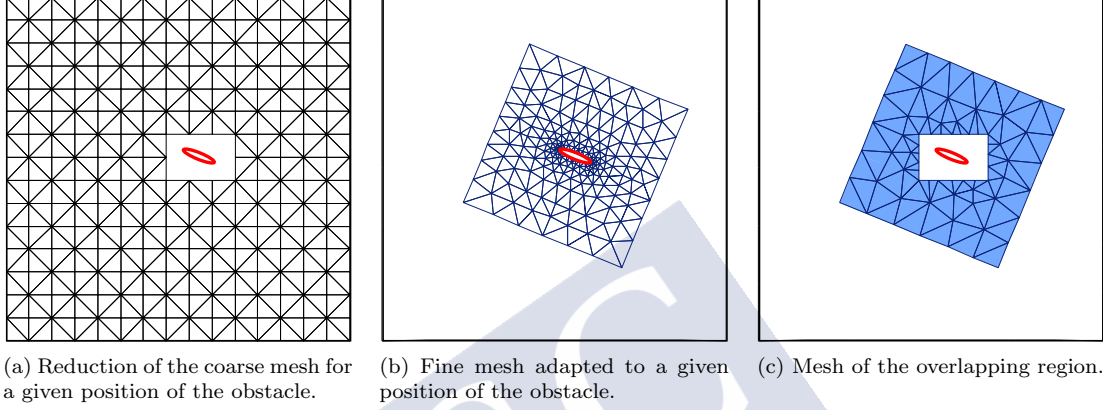 (a) Reduction of the coarse mesh for
a given position of the obstacle.
(b) Fine mesh adapted to a given
position of the obstacle.
(c) Mesh of the overlapping region.